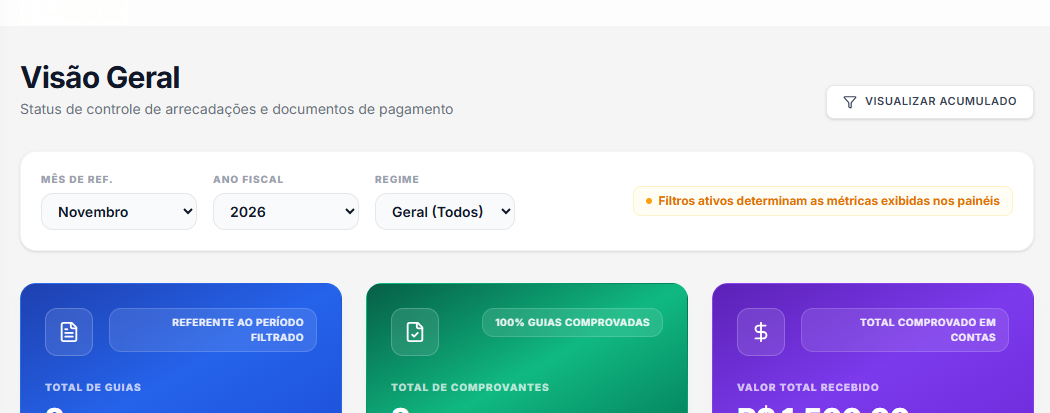 Visão Geral
Status de controle de arrecadações e documentos de pagamento
VISUALIZAR ACUMULADO
MÊS DE REF.
ANO FISCAL
REGIME
Novembro
2026
Geral (Todos)
Filtros ativos determinam as métricas exibidas nos painéis
REFERENTE AO PERÍODO
FILTRADO
100% GUIAS COMPROVADAS
TOTAL COMPROVADO EM
CONTAS
TOTAL DE GUIAS
TOTAL DE COMPROVANTES
VALOR TOTAL RECEBIDO